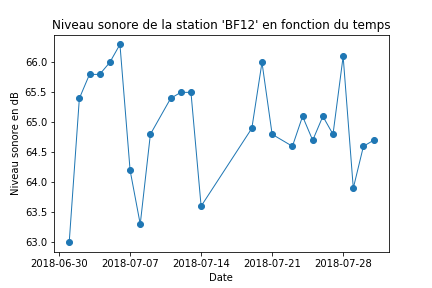 Niveau sonore de la station 'BF12' en fonction du temps
Niveau sonore en dB
66.0
65.5
65.0
64.5
64.0
63.5
63.0
2018-06-30 2018-07-07 2018-07-14 2018-07-21 2018-07-28
Date